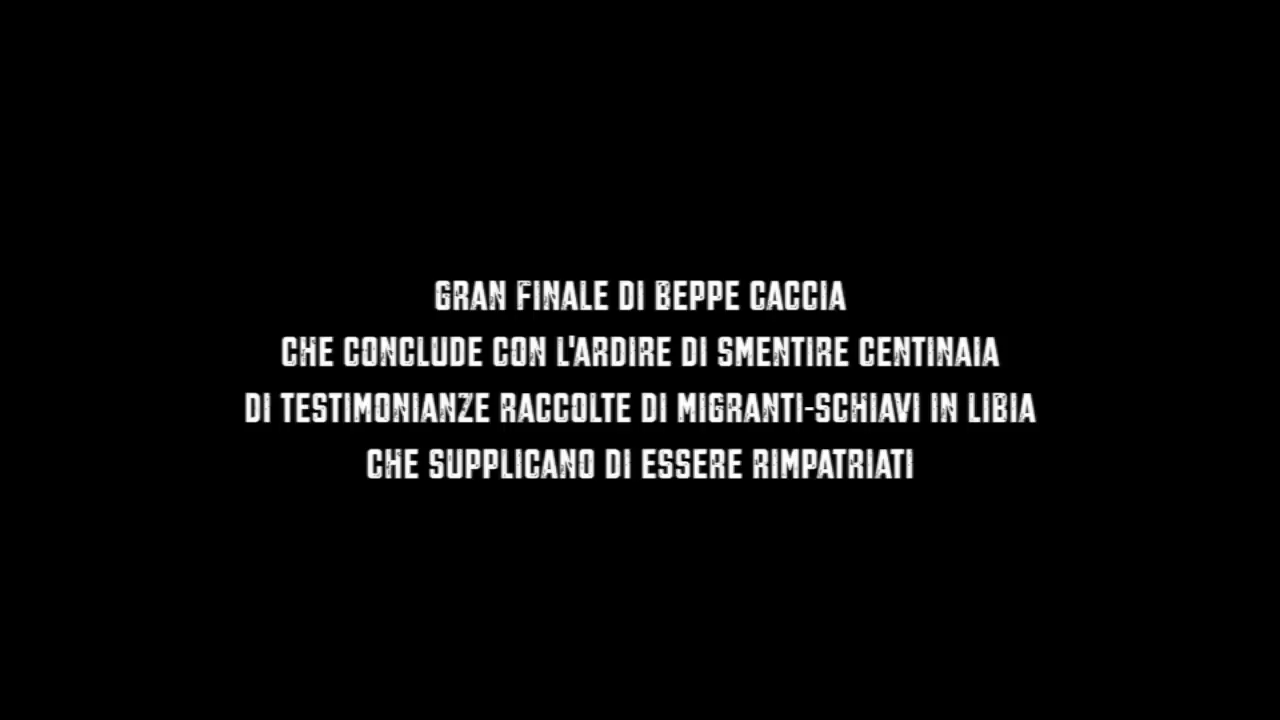 GRAN FINALE DI BEPPE CACCIA
CHE CONCLUDE CON L'ARDIRE DI SMENTIRE CENTINAIA
DI TESTIMONIANZE RACCOLTE DI MIGRANTI-SCHIAVI IN LIBIA
CHE SUPPLICANO DI ESSERE RIMPATRIATI